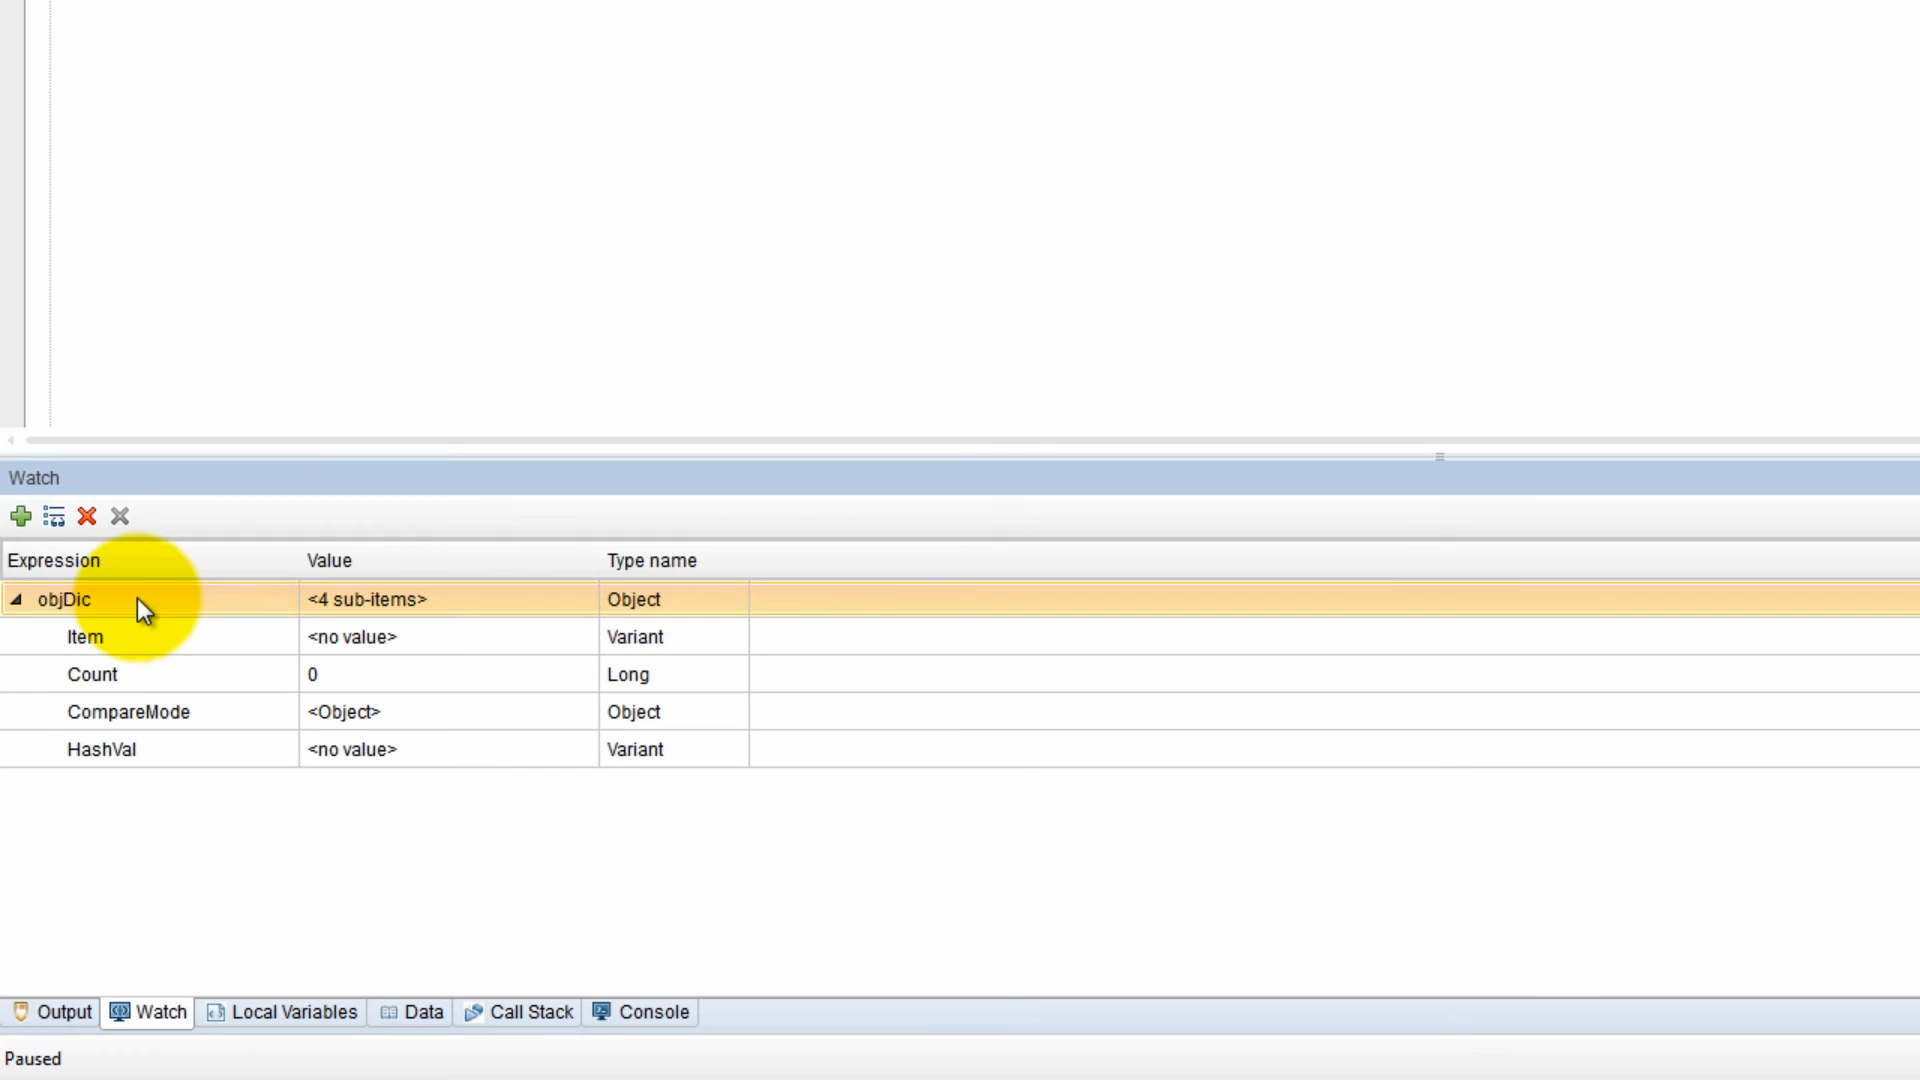 Watch
Expression Value Type name
objDic <4 sub-items> Object
Item <no value> Variant
Count 0 Long
CompareMode <Object> Object
HashVal <no value> Variant
Output Watch Local Variables Data Call Stack Console
Paused